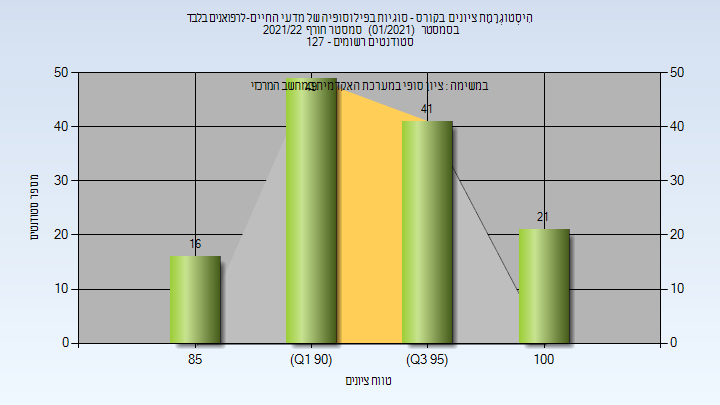 היסטוגרמת ציונים בקורס - סוגיות בפילוסופיה של מדעי החיים-לרפואנים בלבד
בסמסטר (01/2021) סמסטר חורף 2021/22
סטודנטים רשומים - 127
במשימה : ציון סופי במערכת האקדמית במחשב המרכזי
50
40
30
20
10
0
50
40
30
20
10
0
מספר סטודנטים
16
49
41
21
85
(Q1 90)
(Q3 95)
100
טווח ציונים